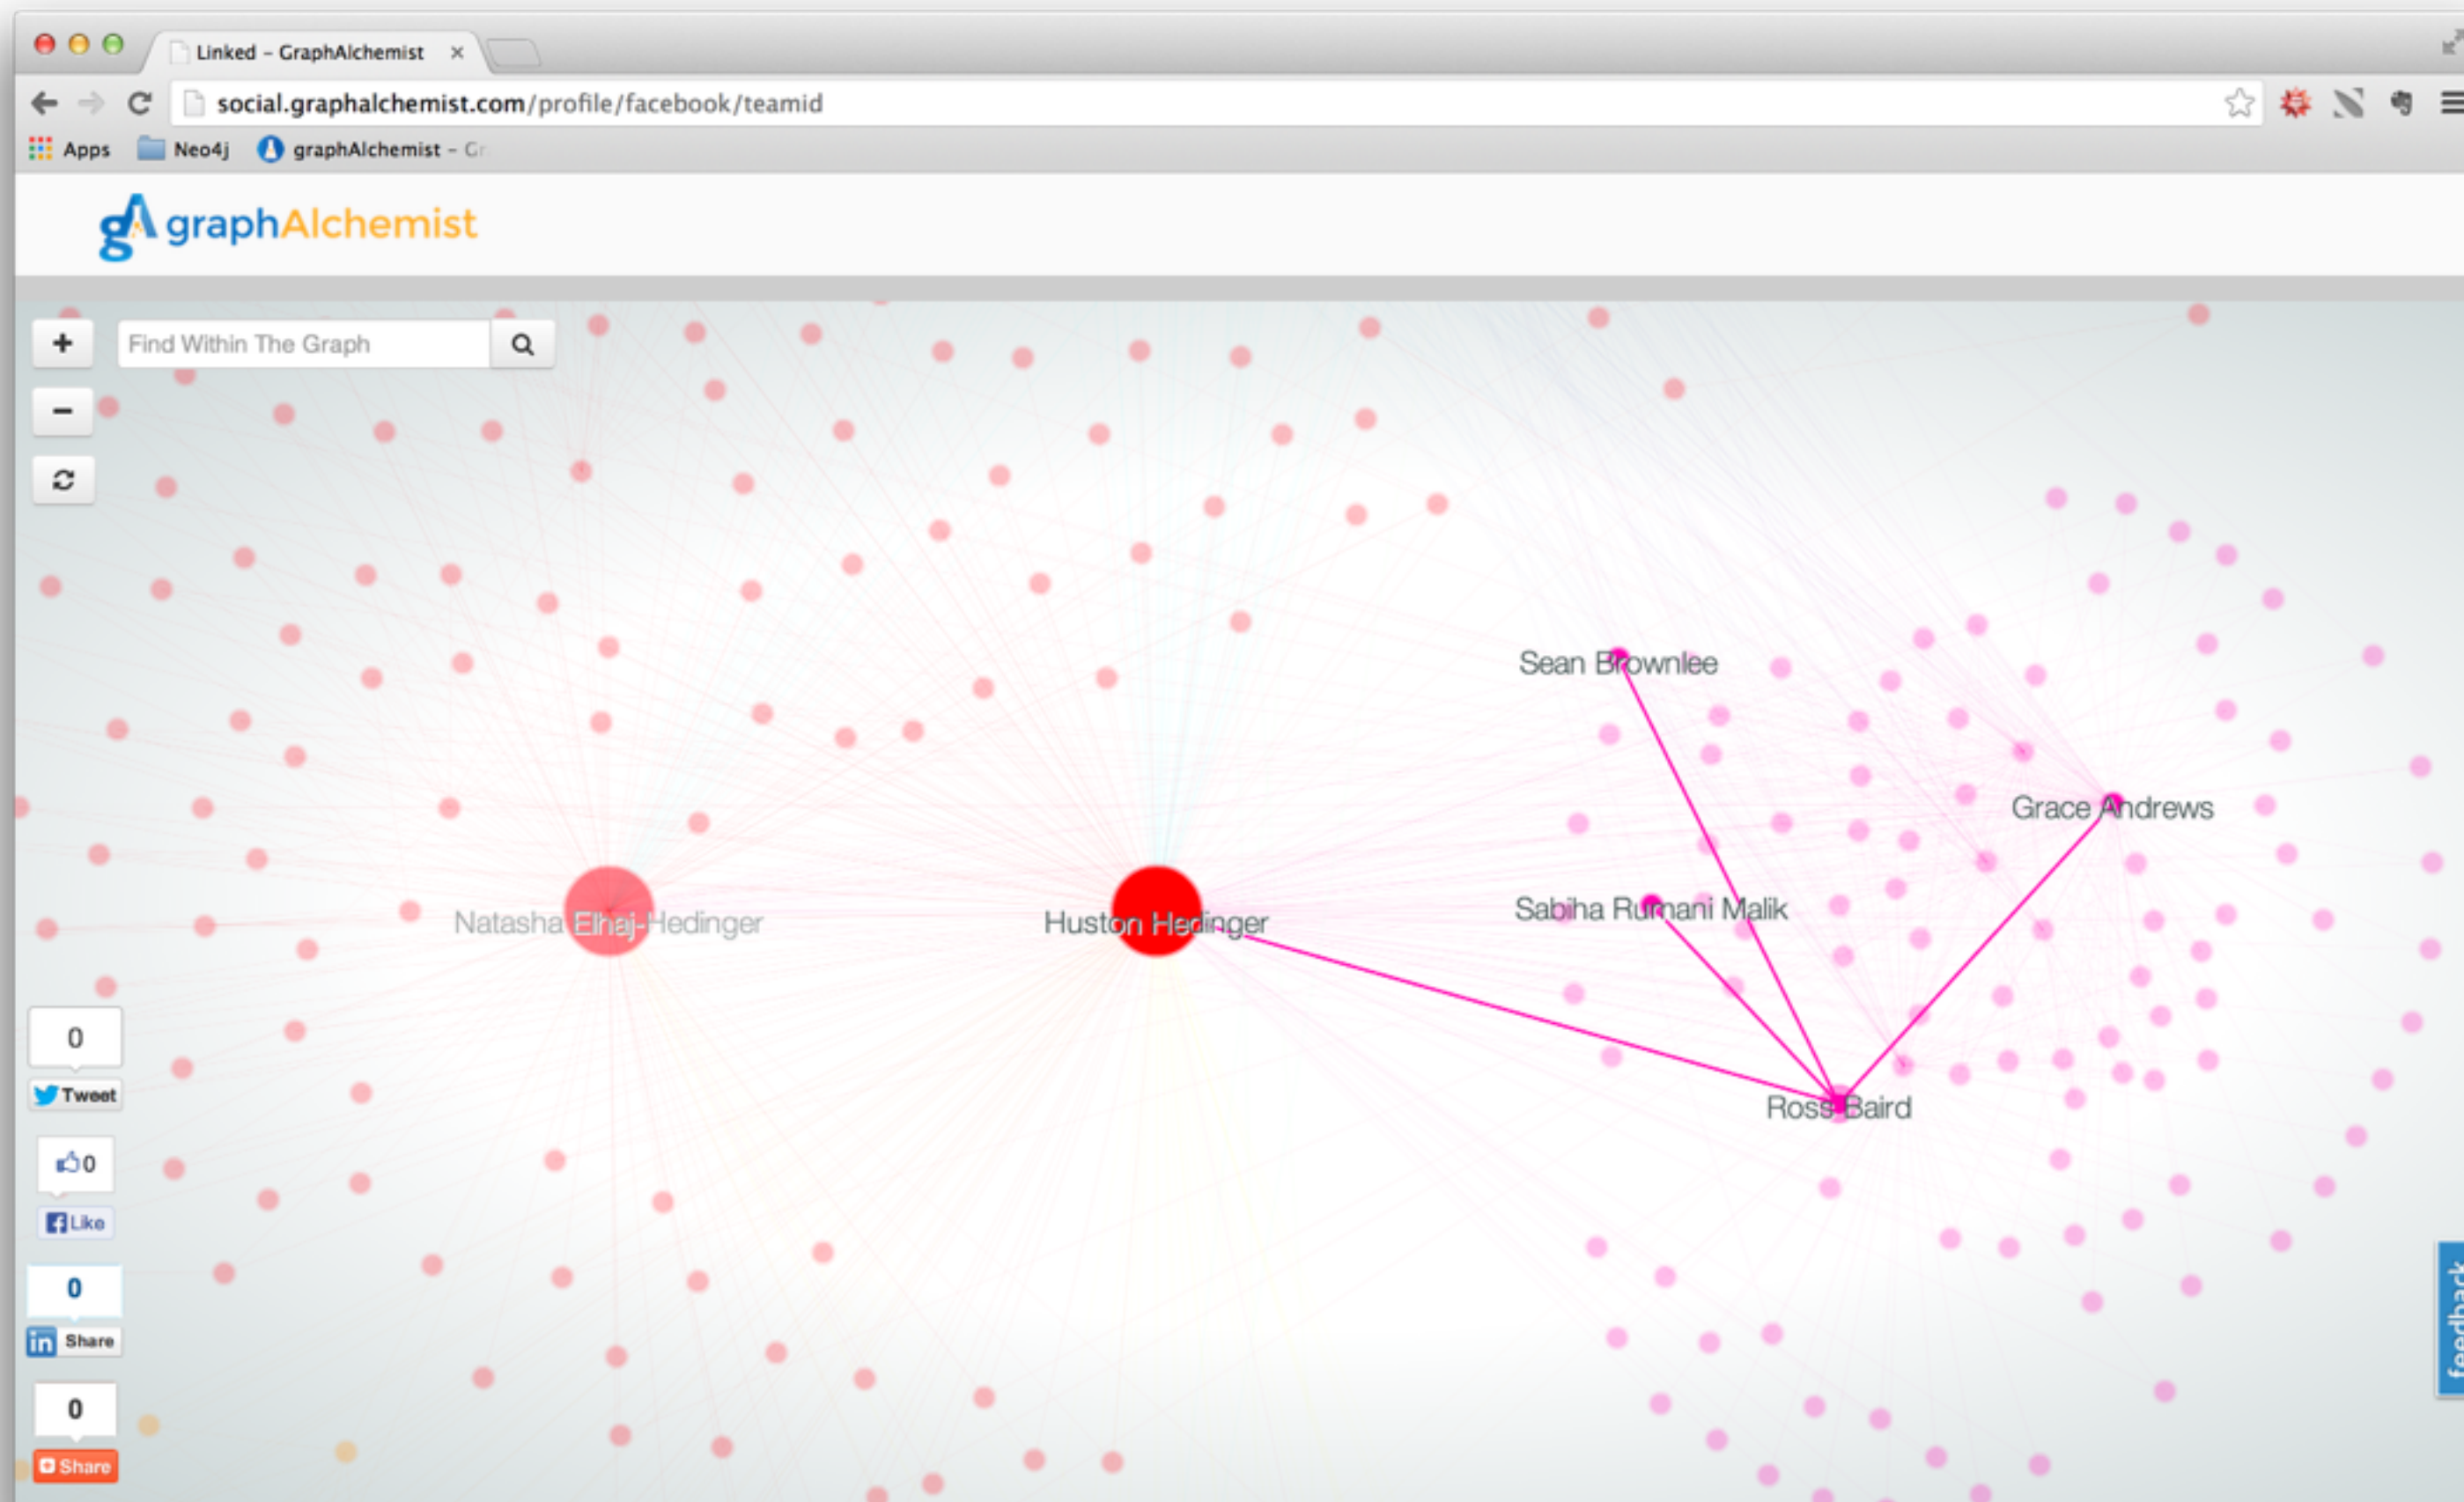 Linked – GraphAlchemist
social.graphalchemist.com/profile/facebook/teamid
Apps
Neo4j
graphAlchemist –
gA graphAlchemist
Find Within The Graph
Sean Brownlee
Grace Andrews
Sabiha Rumani Malik
Natasha Elhaj-Hedinger
Huston Hedinger
Ross Baird
0
Tweet
0
Like
0
in Share
0
Share
feedback